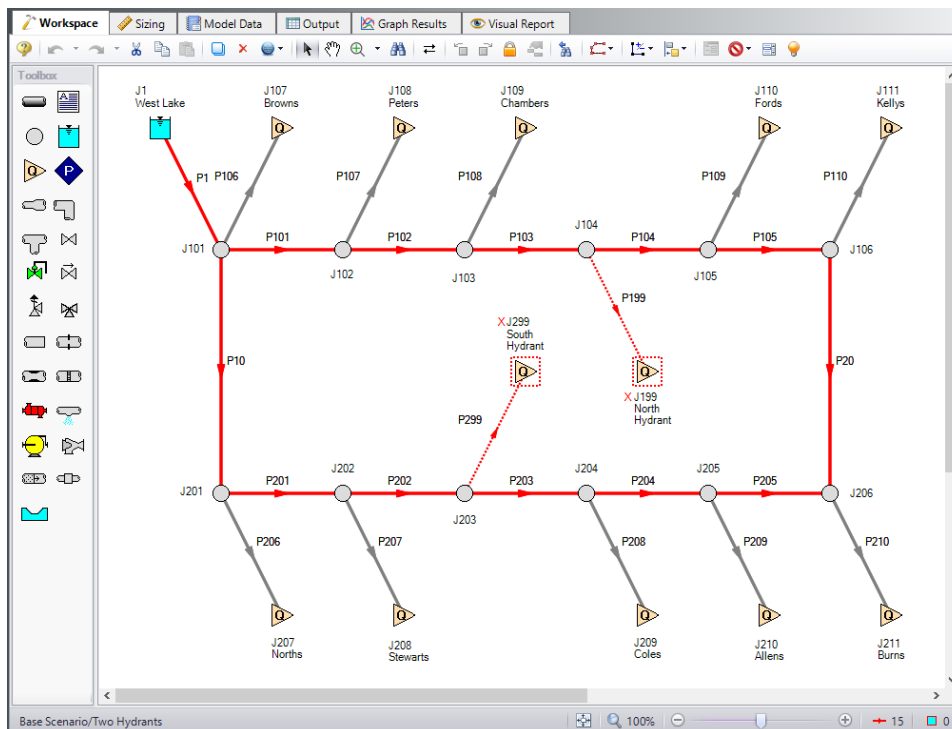 Workspace
Sizing
Model Data
Output
Graph Results
Visual Report
Toolbox
J1
West Lake
J107
Browns
J108
Peters
J109
Chambers
J110
Fords
J111
Kellys
P1
P106
P107
P108
P109
P110
J101
P101
P102
P103
J104
P104
P105
J106
J102
J103
J105
P199
X J299
South
Hydrant
P10
P20
X J199
North
Hydrant
P299
J201
P201
J202
P202
J203
P203
J204
P204
J205
P205
J206
P206
P207
P208
P209
P210
J207
Norths
J208
Stewarts
J209
Coles
J210
Allens
J211
Burns
Base Scenario/Two Hydrants
100%
15
0